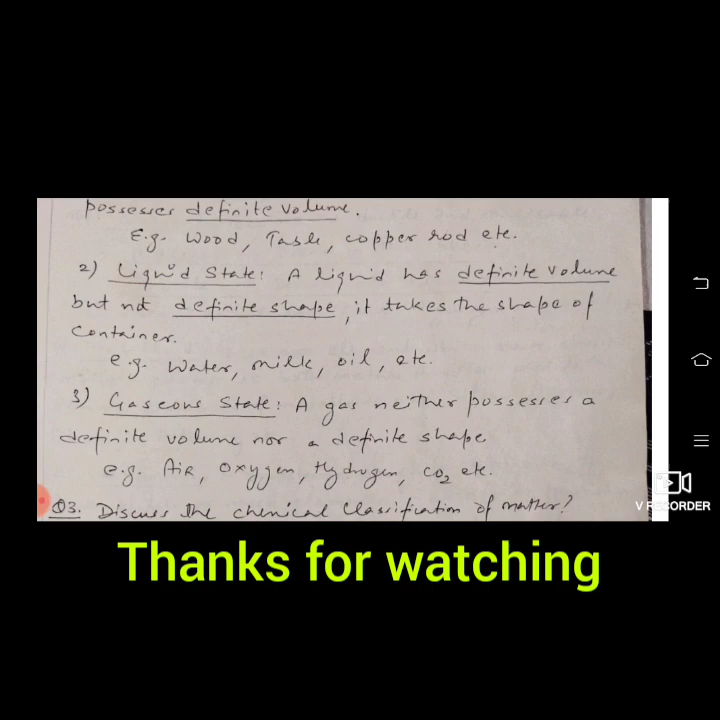 possesses definite volume.
E.g. Wood, Table, copper rod etc.
2) Liquid State: A liquid has definite volume
but not definite shape, it takes the shape of
Container.
e.g. Water, milk, oil, etc.
3) Gaseous State: A gas neither possesses a
definite volume nor a definite shape.
e.g. Air, Oxygen, Hydrogen, CO₂ etc.
Q3. Discuss the chemical Classification of matter?
V RECORDER
Thanks for watching